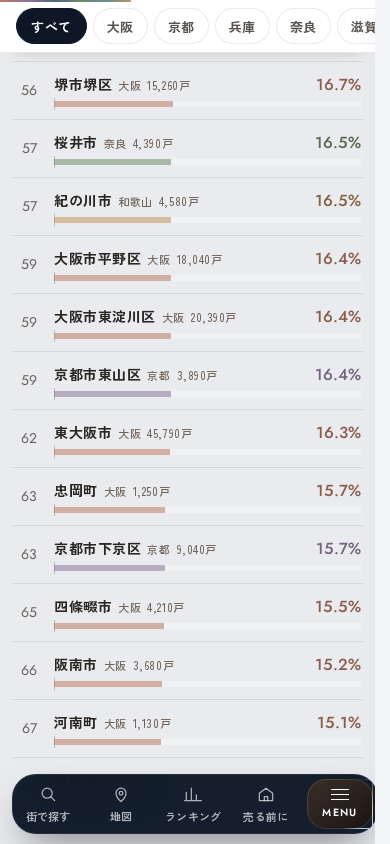 すべて 大阪 京都 兵庫 奈良 滋賀
56 堺市堺区 大阪 15,260戸 16.7%
57 桜井市 奈良 4,390戸 16.5%
57 紀の川市 和歌山 4,580戸 16.5%
59 大阪市平野区 大阪 18,040戸 16.4%
59 大阪市東淀川区 大阪 20,390戸 16.4%
59 京都市東山区 京都 3,890戸 16.4%
62 東大阪市 大阪 45,790戸 16.3%
63 忠岡町 大阪 1,250戸 15.7%
63 京都市下京区 京都 9,040戸 15.7%
65 四條畷市 大阪 4,210戸 15.5%
66 阪南市 大阪 3,680戸 15.2%
67 河南町 大阪 1,130戸 15.1%
街で探す 地図 ランキング 売る前に MENU